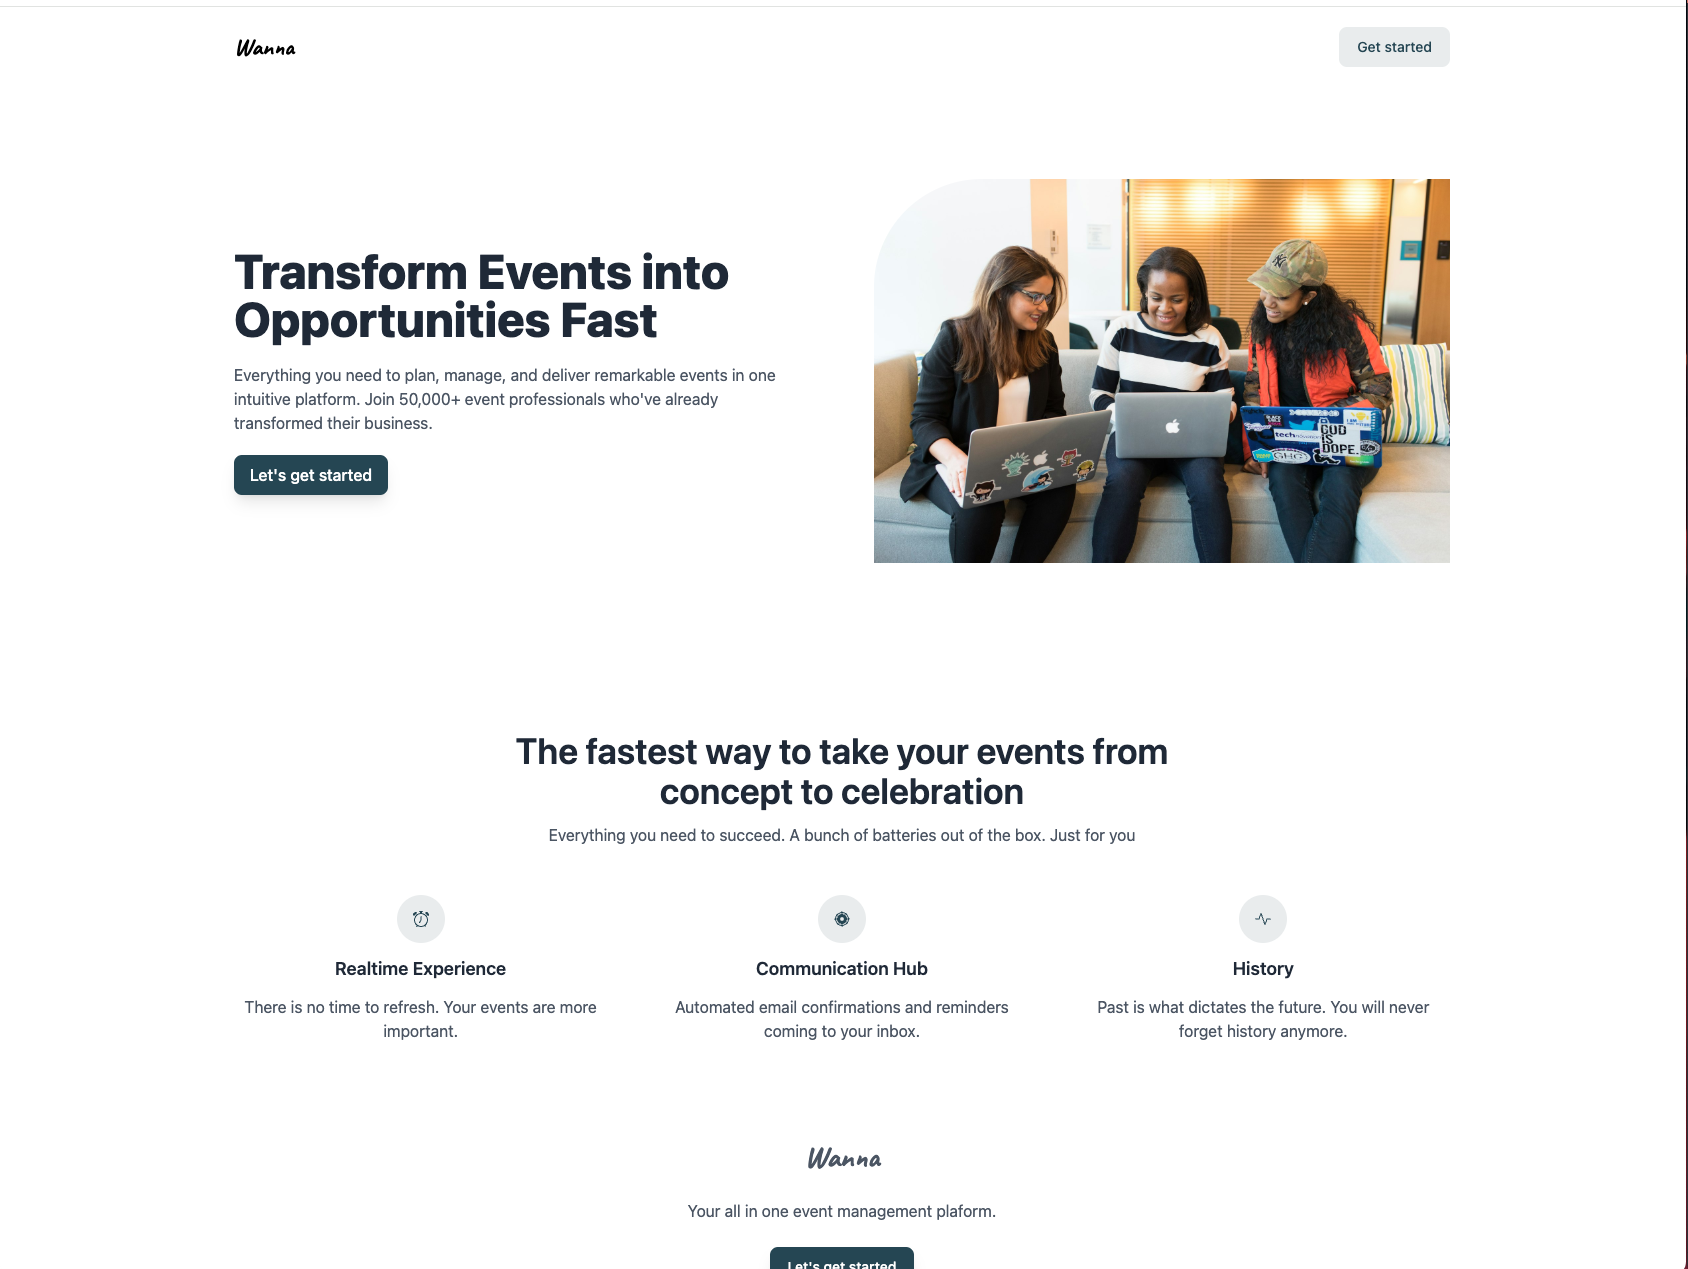 Wanna
Get started
Transform Events into
Opportunities Fast
Everything you need to plan, manage, and deliver remarkable events in one
intuitive platform. Join 50,000+ event professionals who've already
transformed their business.
Let's get started
tech
GOD
IS
DOPE.
The fastest way to take your events from
concept to celebration
Everything you need to succeed. A bunch of batteries out of the box. Just for you
Realtime Experience
There is no time to refresh. Your events are more
important.
Communication Hub
Automated email confirmations and reminders
coming to your inbox.
History
Past is what dictates the future. You will never
forget history anymore.
Wanna
Your all in one event management plaform.
Let's get started